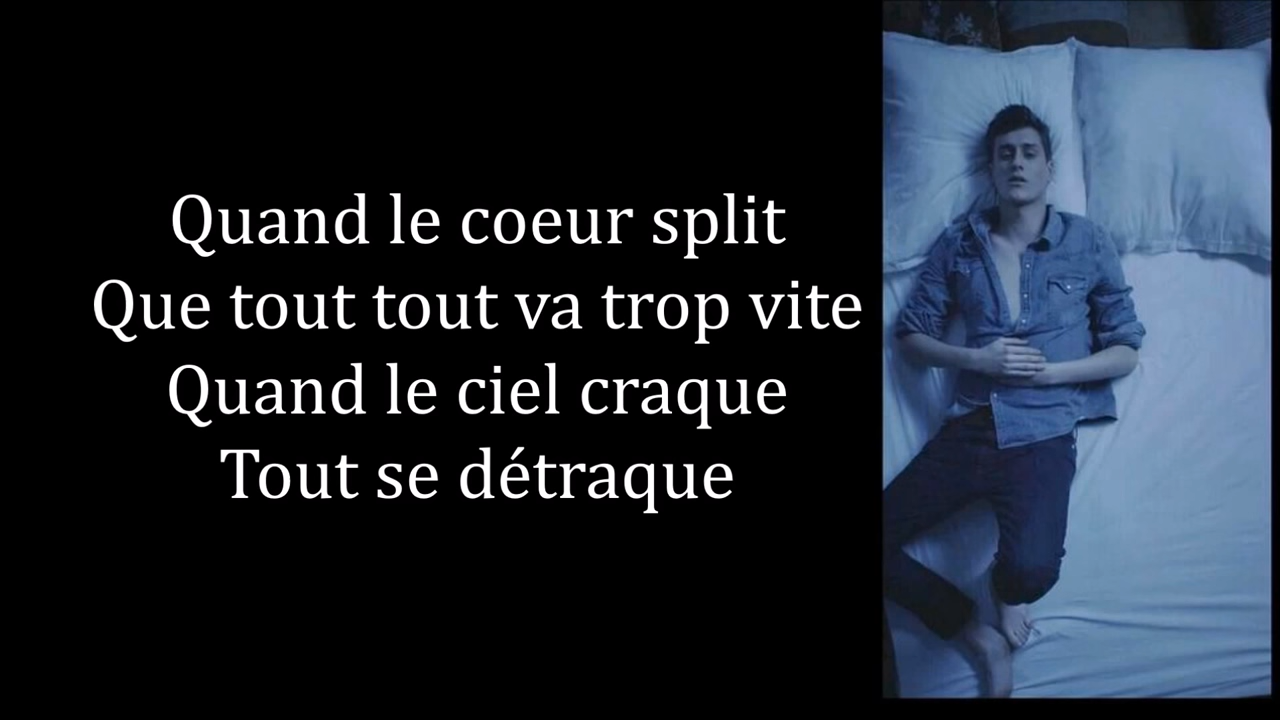 Quand le coeur split
Que tout tout va trop vite
Quand le ciel craque
Tout se détraque